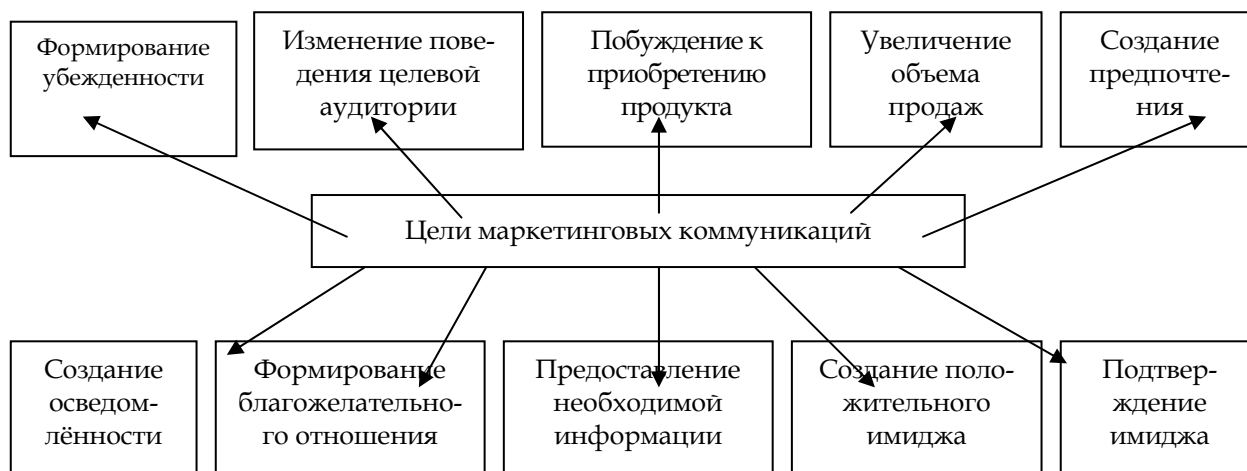 Формирование
убежденности
Изменение пове-
дения целевой
аудитории
Побуждение к
приобретению
продукта
Увеличение
объема
продаж
Создание
предпочте-
ния
Цели маркетинговых коммуникаций
Создание
осведом-
лённости
Формирование
благожелательно-
го отношения
Предоставление
необходимой
информации
Создание поло-
жительного
имиджа
Подтвер-
ждение
имиджа